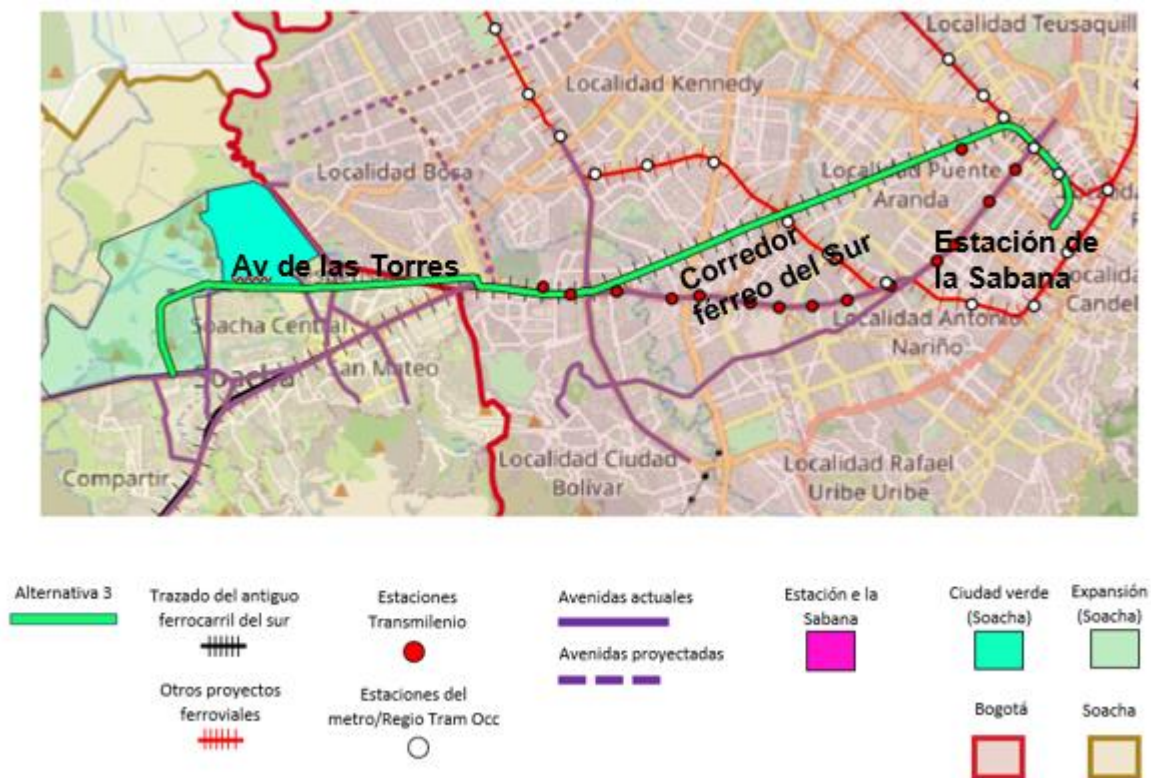 Localidad Teusaquill
Localidad Kennedy
Localidad Bosa
Localidad Puente
Aranda
Av de las Torres
Corredor
férreo del Sur
Estación de
la Sabana
Localidad
Candel
Soacha Central
San Mateo
Soacha
Localidad Antonio
Nariño
Compartir
Localidad Ciudad
Bolívar
Localidad Rafael
Uribe Uribe
Alternativa 3
Trazado del antiguo
ferrocarril del sur
Otros proyectos
ferroviales
Estaciones
Transmilenio
Estaciones del
metro/Regio Tram Occ
Avenidas actuales
Avenidas proyectadas
Estación e la
Sabana
Ciudad verde
(Soacha)
Expansión
(Soacha)
Bogotá
Soacha